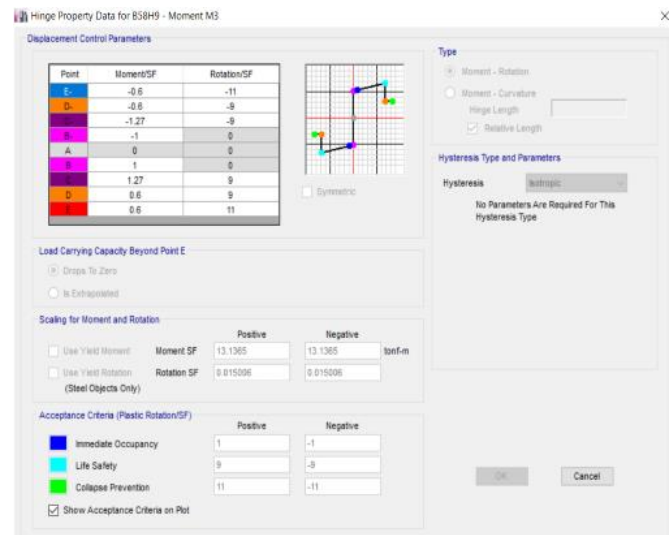 Hinge Property Data for B58H9 - Moment M3
Displacement Control Parameters
Point Moment/SF Rotation/SF
E- -0.6 -11
D- -0.6 -9
-1.27 -9
B- -1 0
A 0 0
B 1 0
C 1.27 9
D 0.6 9
E 0.6 11
Symmetric
Type
Moment - Rotation
Moment - Curvature
Hinge Length
Relative Length
Hysteresis Type and Parameters
Hysteresis Isotropic
No Parameters Are Required For This
Hysteresis Type
Load Carrying Capacity Beyond Point E
Drops To Zero
Is Extrapolated
Scaling for Moment and Rotation
Positive Negative
Use Yield Moment Moment SF 13.1365 13.1365 tonf-m
Use Yield Rotation Rotation SF 0.015006 0.015006
(Steel Objects Only)
Acceptance Criteria (Plastic Rotation/SF)
Positive Negative
Immediate Occupancy 1 -1
Life Safety 9 -9
Collapse Prevention 11 -11
Show Acceptance Criteria on Plot
OK Cancel